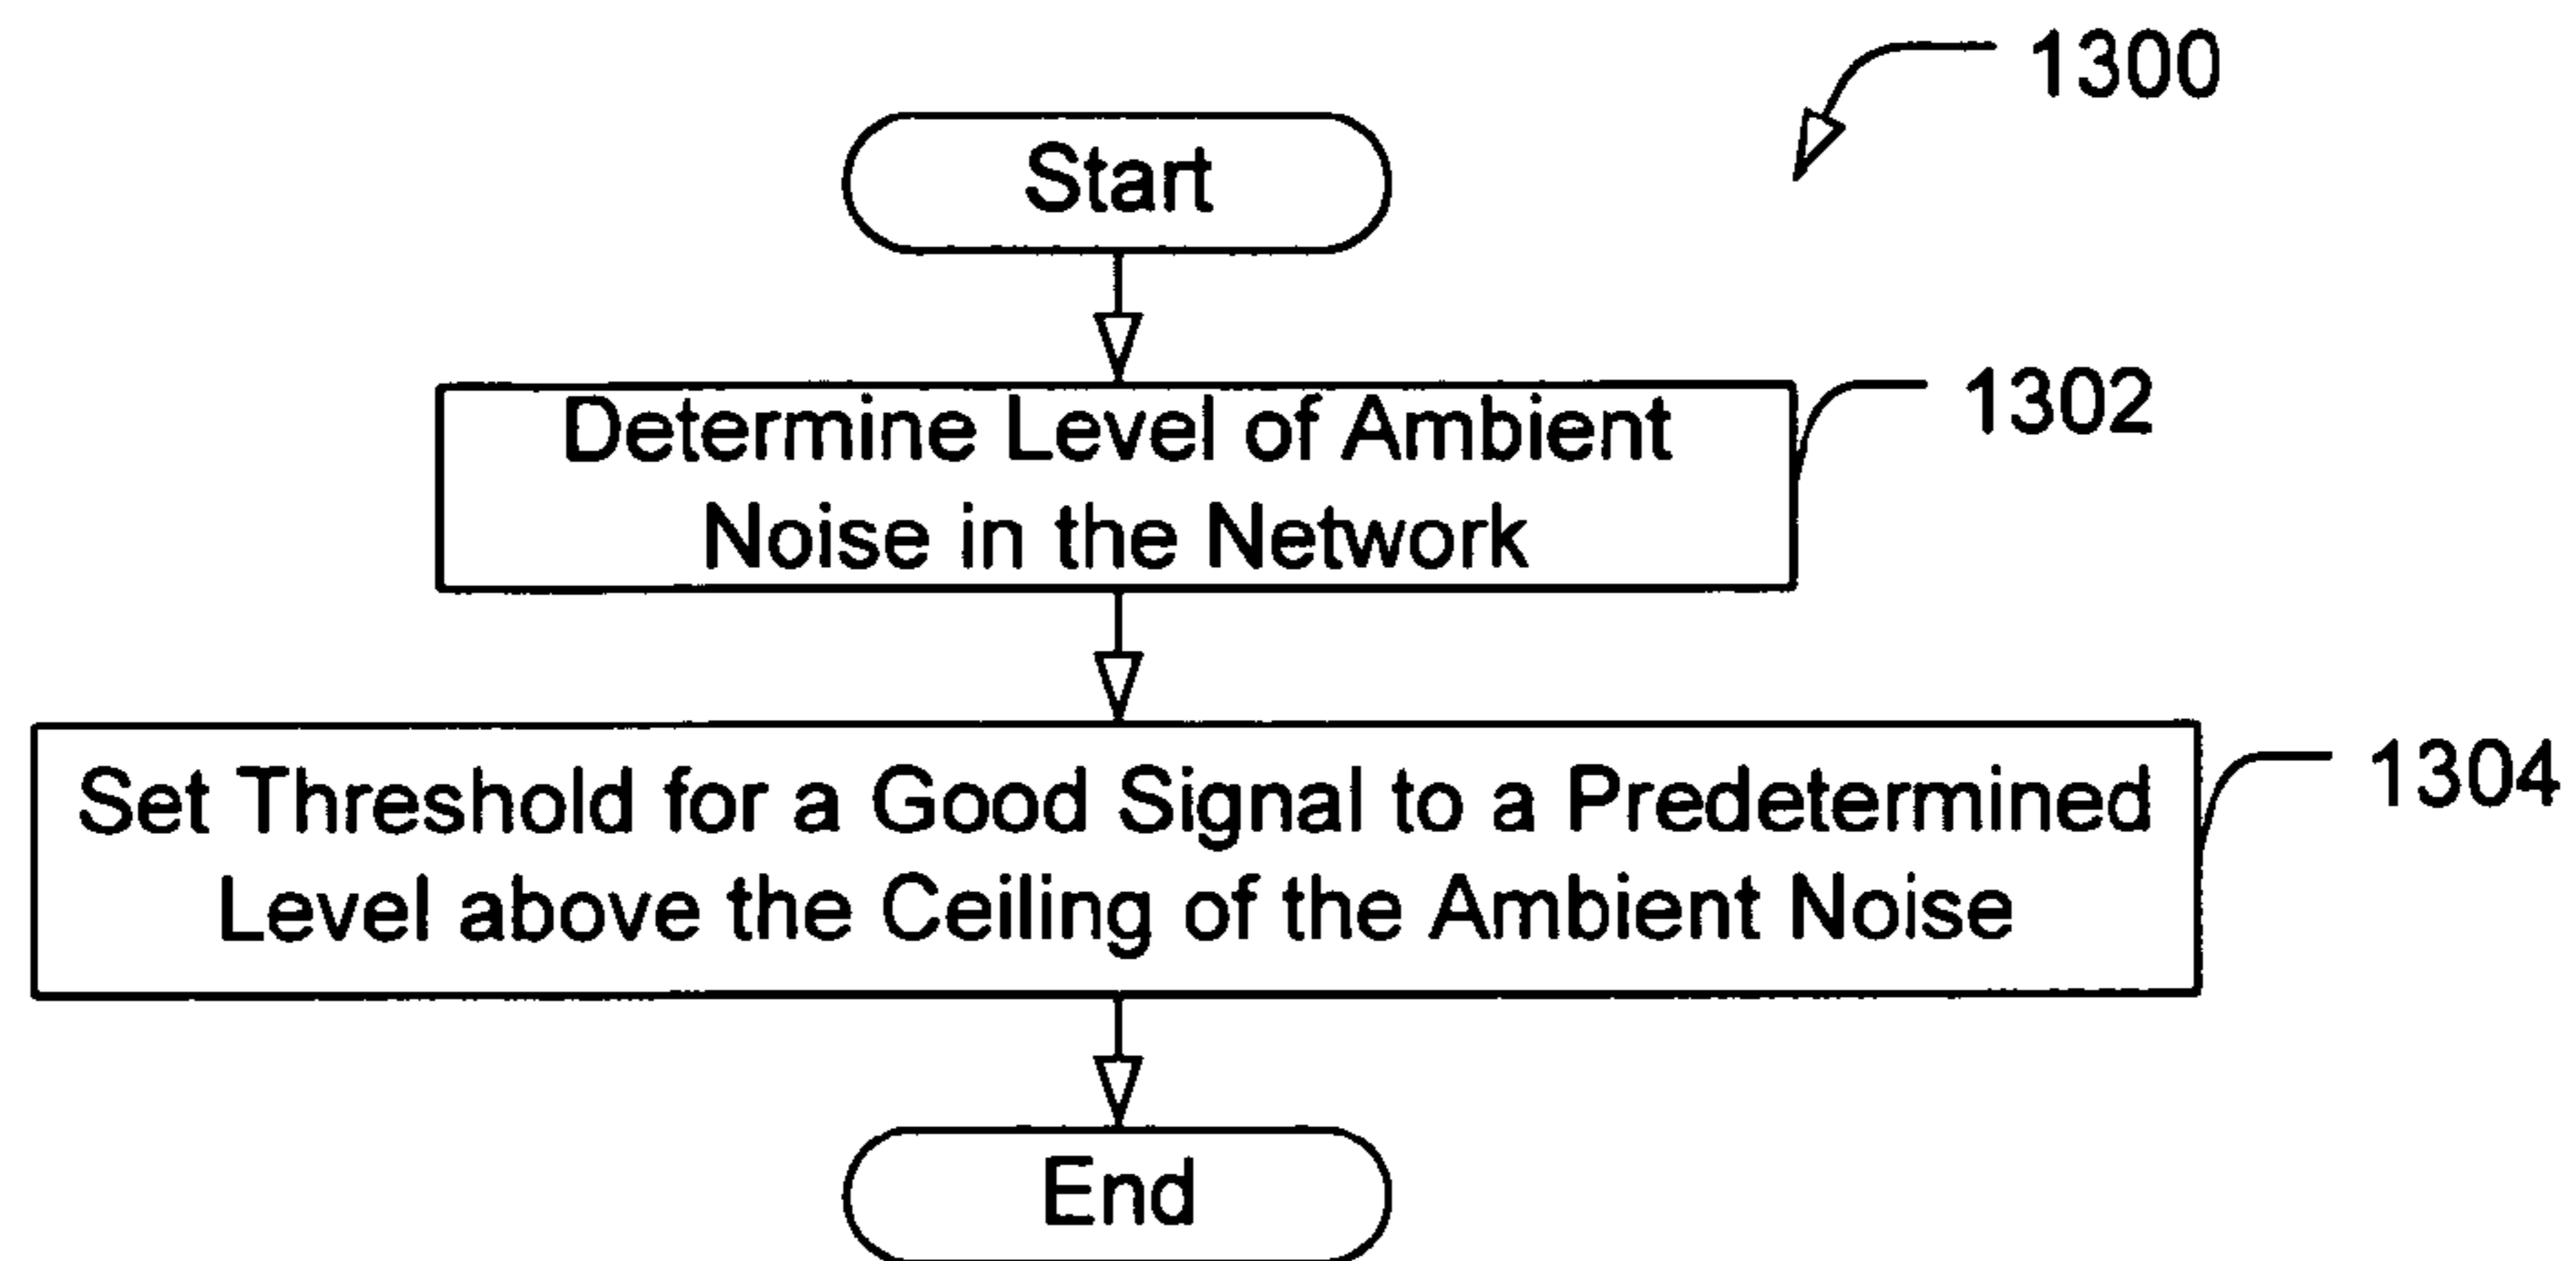 1300
Start
Determine Level of Ambient
Noise in the Network
1302
Set Threshold for a Good Signal to a Predetermined
Level above the Ceiling of the Ambient Noise
1304
End